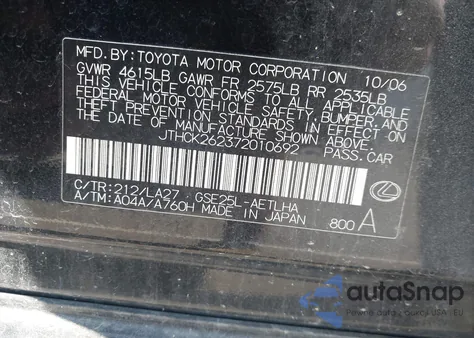 MFD.BY:TOYOTA MOTOR CORPORATION 10/06
GVWR 4615LB GAWR FR 2575LB RR 2535LB
THIS VEHICLE CONFORMS TO ALL APPLICABLE
FEDERAL MOTOR VEHICLE SAFETY,BUMPER,AND
THEFT PREVENTION STANDARDS IN EFFECT ON
THE DATE OF MANUFACTURE SHOWN ABOVE.
JTHCK262372010692 PASS.CAR
C/TR:212/LA27 GSE25L-AETLHA
A/TM:A04A/A760H MADE IN JAPAN
800 A
autoSnap